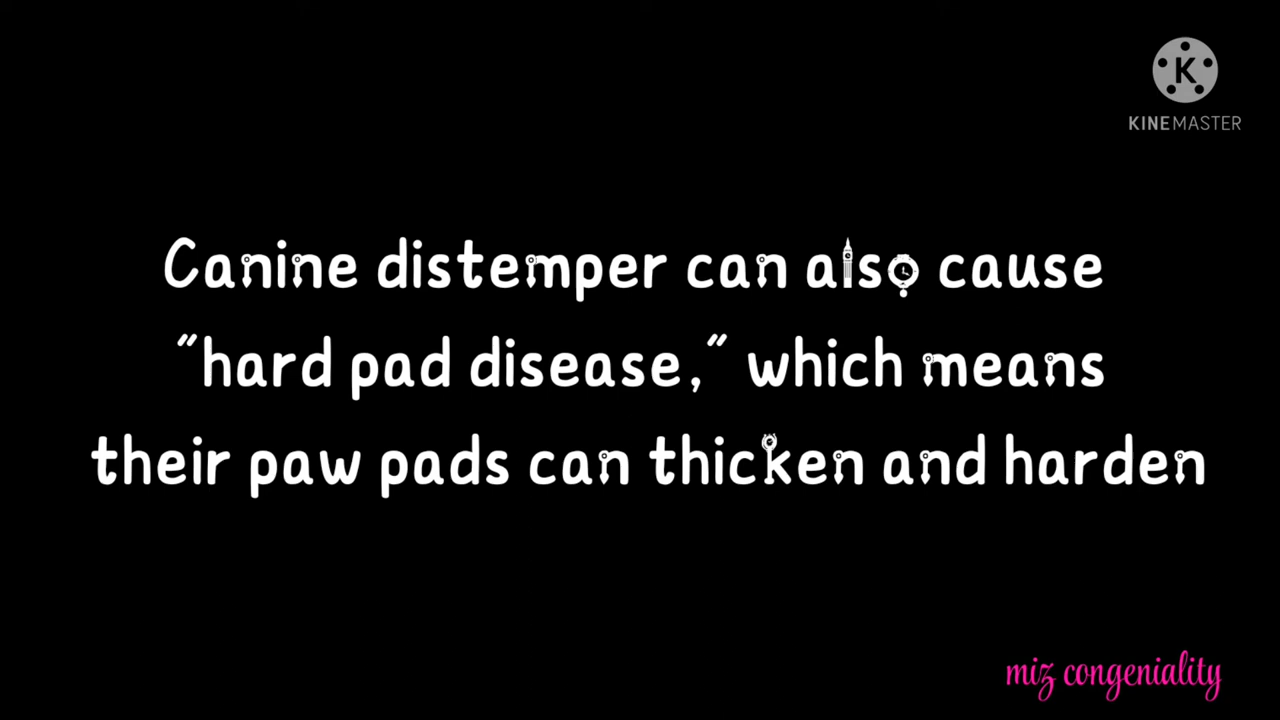 K
KINEMASTER
Canine distemper can also cause
"hard pad disease," which means
their paw pads can thicken and harden
miz congeniality